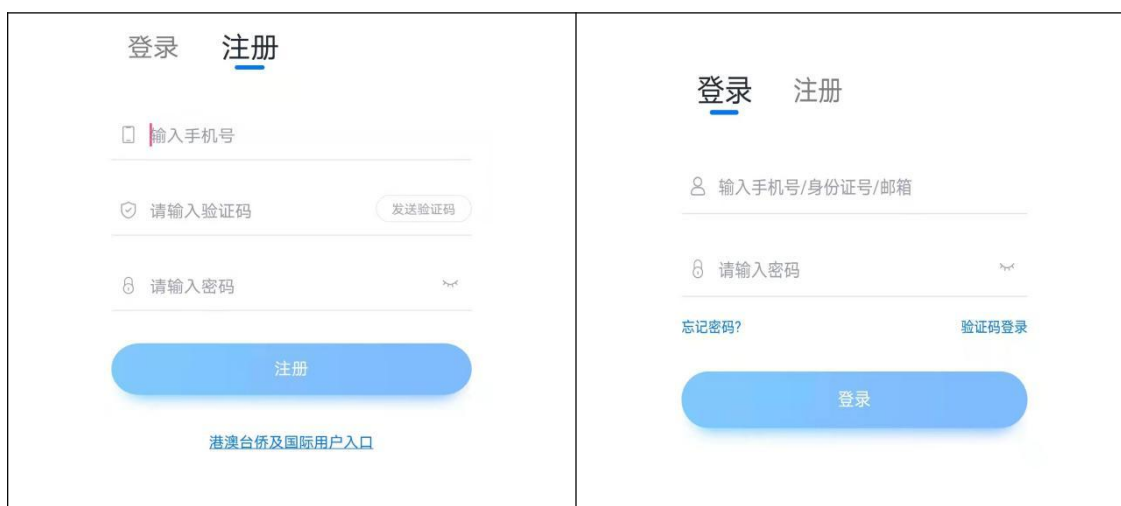 登录 注册
输入手机号
请输入验证码 发送验证码
请输入密码
注册
港澳台侨及国际用户入口
登录 注册
输入手机号/身份证号/邮箱
请输入密码
忘记密码? 验证码登录
登录